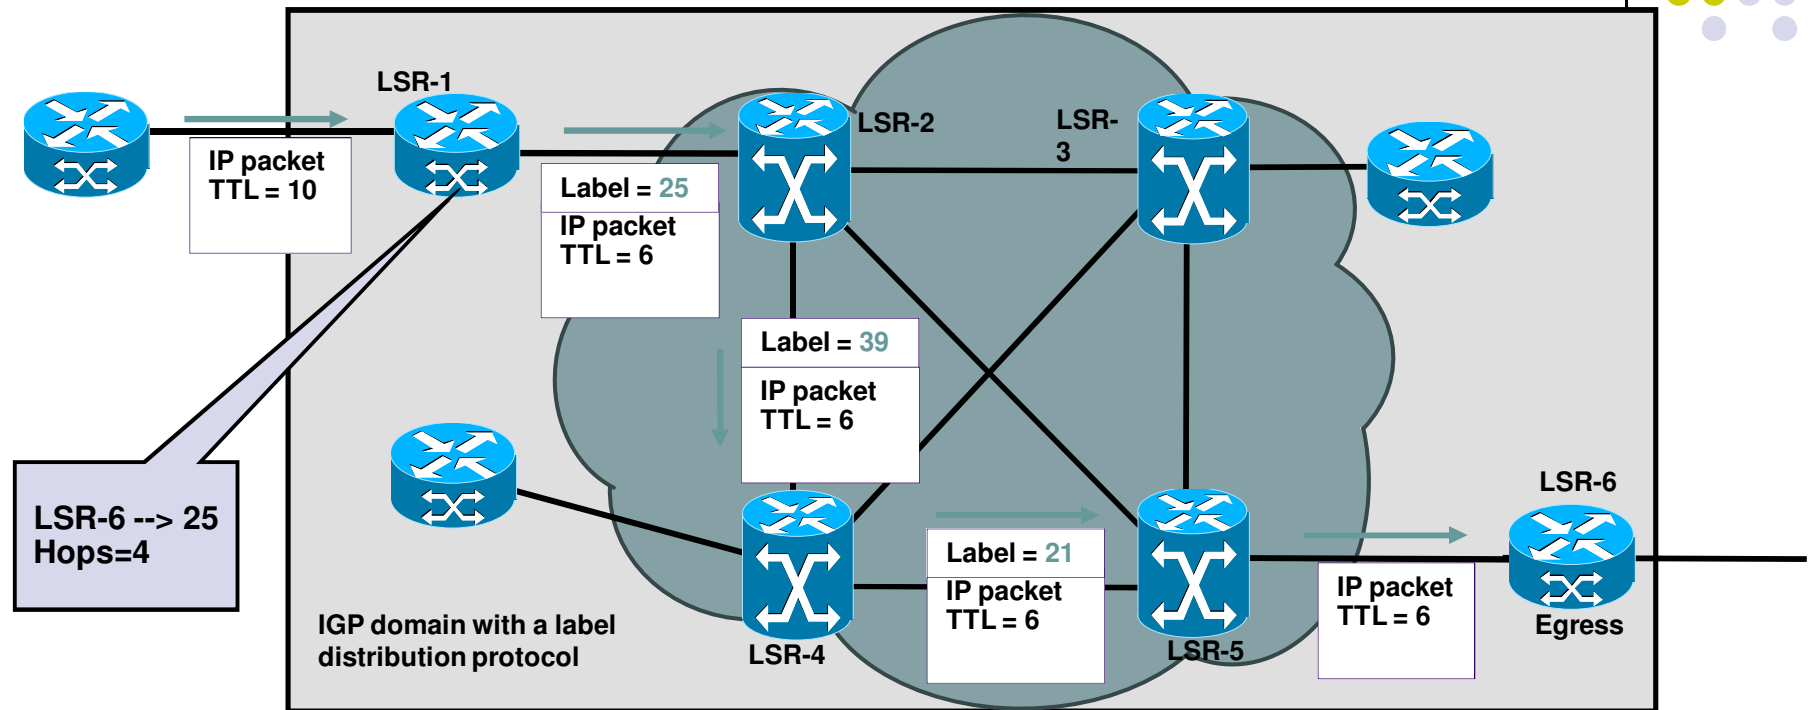 LSR-1
IP packet
TTL = 10
LSR-2
LSR-
3
Label = 25
IP packet
TTL = 6
Label = 39
IP packet
TTL = 6
LSR-6 --> 25
Hops=4
LSR-6
Label = 21
IP packet
TTL = 6
IP packet
TTL = 6
Egress
IGP domain with a label
distribution protocol
LSR-4
LSR-5